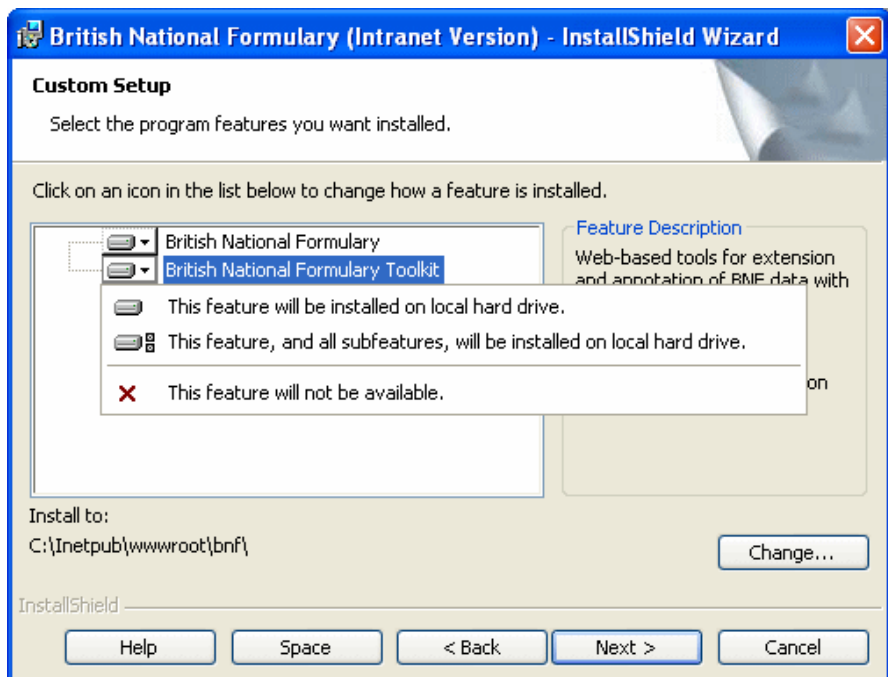 British National Formulary (Intranet Version) - InstallShield Wizard
Custom Setup
Select the program features you want installed.
Click on an icon in the list below to change how a feature is installed.
British National Formulary
British National Formulary Toolkit
Feature Description
Web-based tools for extension
and annotation of BNF data with
This feature will be installed on local hard drive.
This feature, and all subfeatures, will be installed on local hard drive.
This feature will not be available.
on
Install to:
C:\Inetpub\wwwroot\bnf\
Change...
InstallShield
Help
Space
< Back
Next >
Cancel